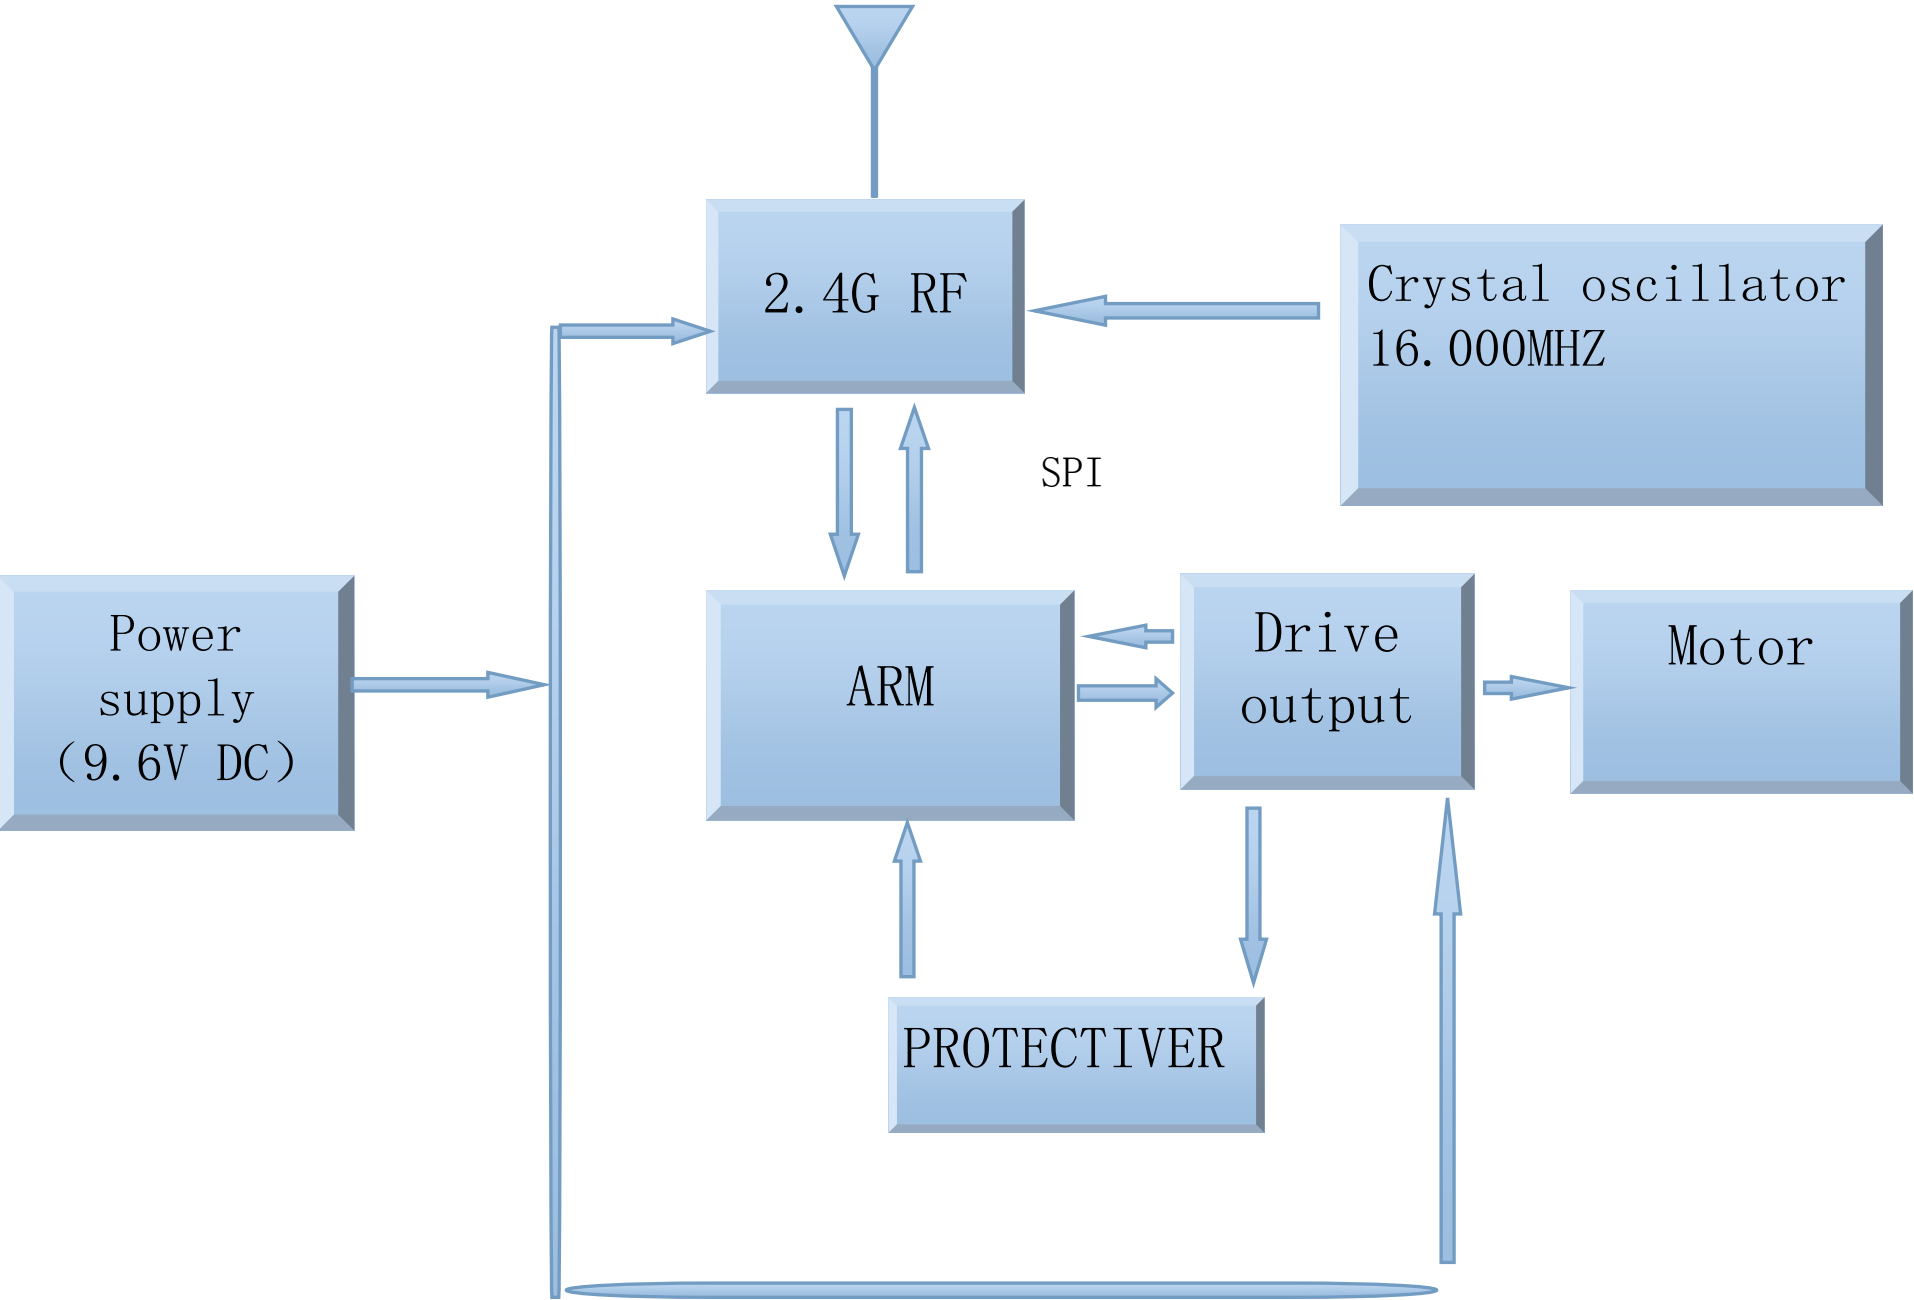 2.4G RF
Crystal oscillator
16.000MHZ
SPI
Power
supply
（9.6V DC）
ARM
Drive
output
Motor
PROTECTIVER